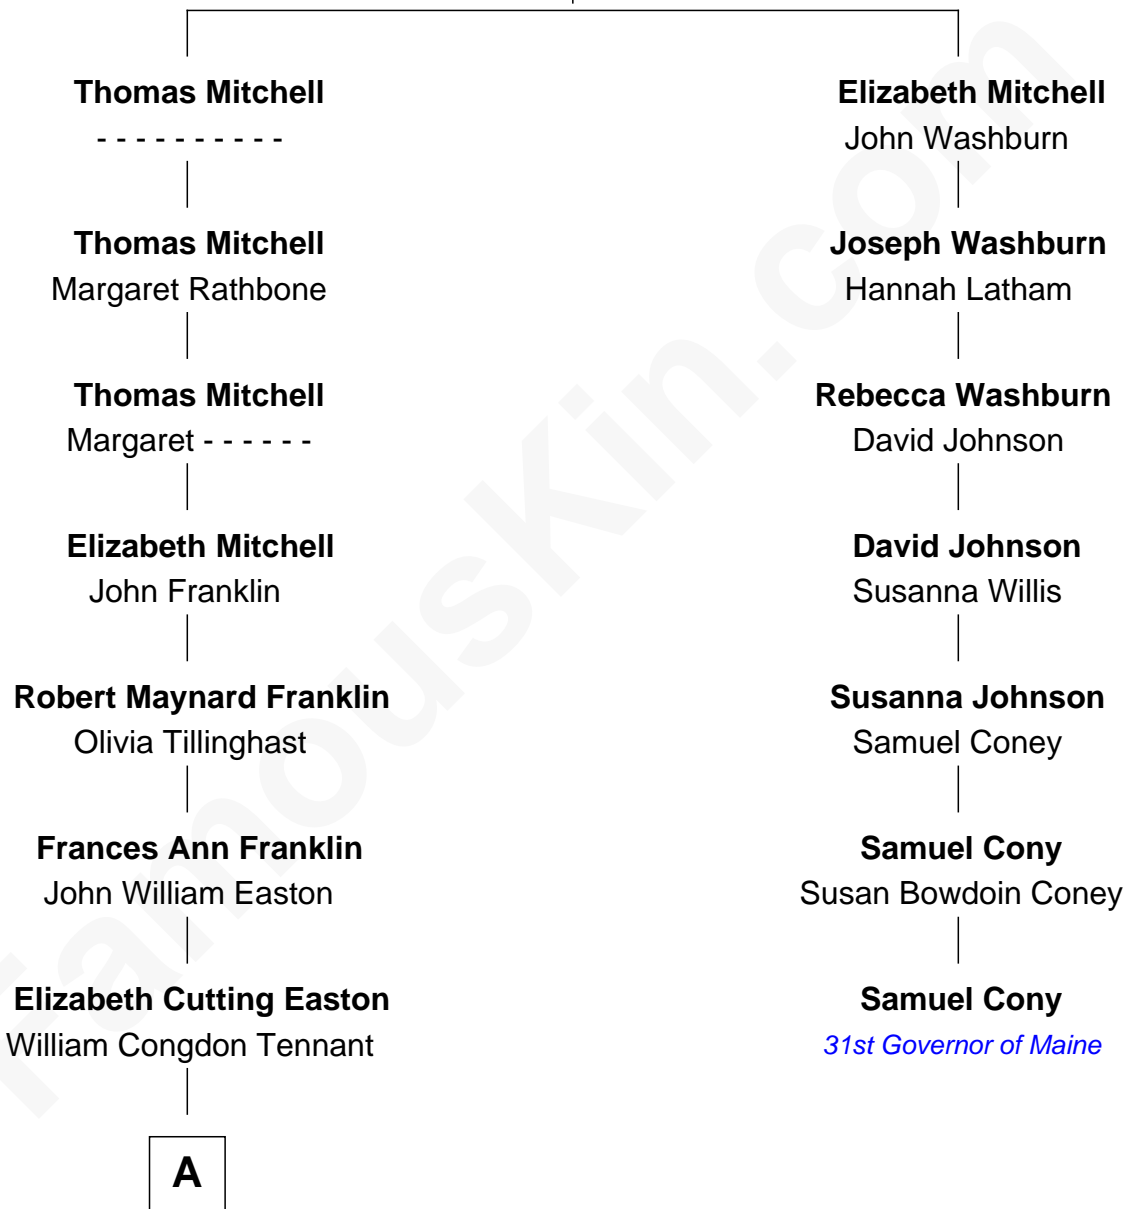 Thomas Mitchell
- - - - - - - - - -
Elizabeth Mitchell
John Washburn
Thomas Mitchell
Margaret Rathbone
Joseph Washburn
Hannah Latham
Thomas Mitchell
Margaret - - - - - -
Rebecca Washburn
David Johnson
Elizabeth Mitchell
John Franklin
David Johnson
Susanna Willis
Robert Maynard Franklin
Olivia Tillinghast
Susanna Johnson
Samuel Coney
Frances Ann Franklin
John William Easton
Samuel Cony
Susan Bowdoin Coney
Elizabeth Cutting Easton
William Congdon Tennant
Samuel Cony
31st Governor of Maine
A
FamousKin.com